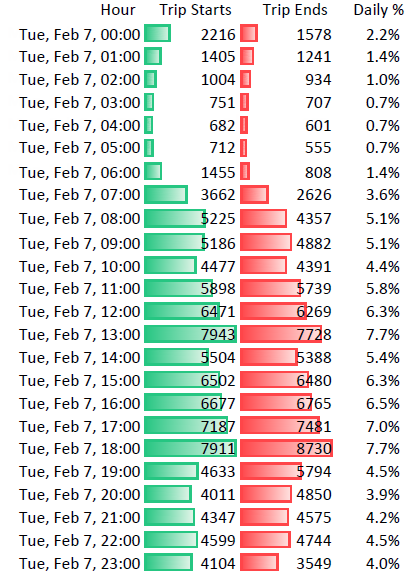 Hour Trip Starts Trip Ends Daily %
Tue, Feb 7, 00:00 2216 1578 2.2%
Tue, Feb 7, 01:00 1405 1241 1.4%
Tue, Feb 7, 02:00 1004 934 1.0%
Tue, Feb 7, 03:00 751 707 0.7%
Tue, Feb 7, 04:00 682 601 0.7%
Tue, Feb 7, 05:00 712 555 0.7%
Tue, Feb 7, 06:00 1455 808 1.4%
Tue, Feb 7, 07:00 3662 2626 3.6%
Tue, Feb 7, 08:00 5225 4357 5.1%
Tue, Feb 7, 09:00 5186 4882 5.1%
Tue, Feb 7, 10:00 4477 4391 4.4%
Tue, Feb 7, 11:00 5898 5739 5.8%
Tue, Feb 7, 12:00 6471 6269 6.3%
Tue, Feb 7, 13:00 7943 7728 7.7%
Tue, Feb 7, 14:00 5504 5388 5.4%
Tue, Feb 7, 15:00 6502 6480 6.3%
Tue, Feb 7, 16:00 6677 6765 6.5%
Tue, Feb 7, 17:00 7187 7481 7.0%
Tue, Feb 7, 18:00 7911 8730 7.7%
Tue, Feb 7, 19:00 4633 5794 4.5%
Tue, Feb 7, 20:00 4011 4850 3.9%
Tue, Feb 7, 21:00 4347 4575 4.2%
Tue, Feb 7, 22:00 4599 4744 4.5%
Tue, Feb 7, 23:00 4104 3549 4.0%